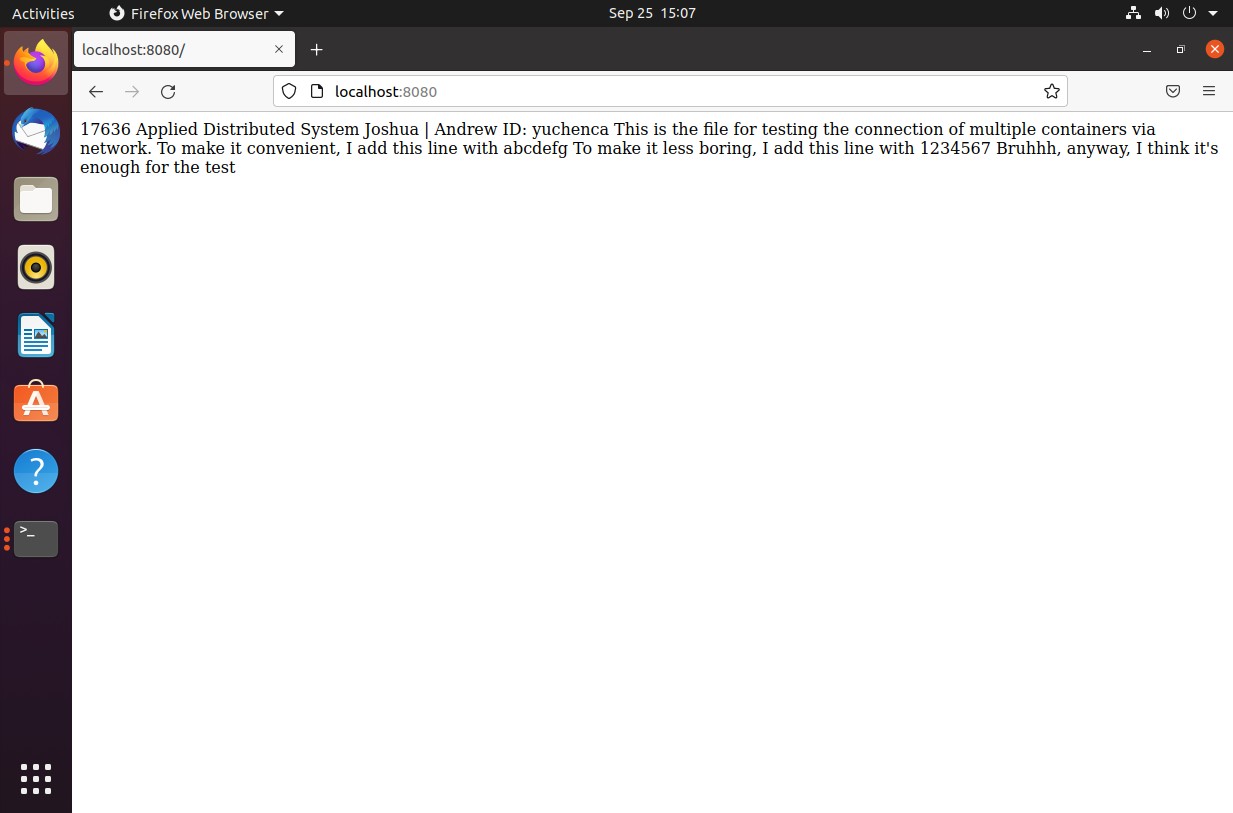 Activities
Firefox Web Browser
Sep 25 15:07
localhost:8080/
localhost:8080
17636 Applied Distributed System Joshua | Andrew ID: yuchenca This is the file for testing the connection of multiple containers via
network. To make it convenient, I add this line with abcdefg To make it less boring, I add this line with 1234567 Bruhhh, anyway, I think it's
enough for the test